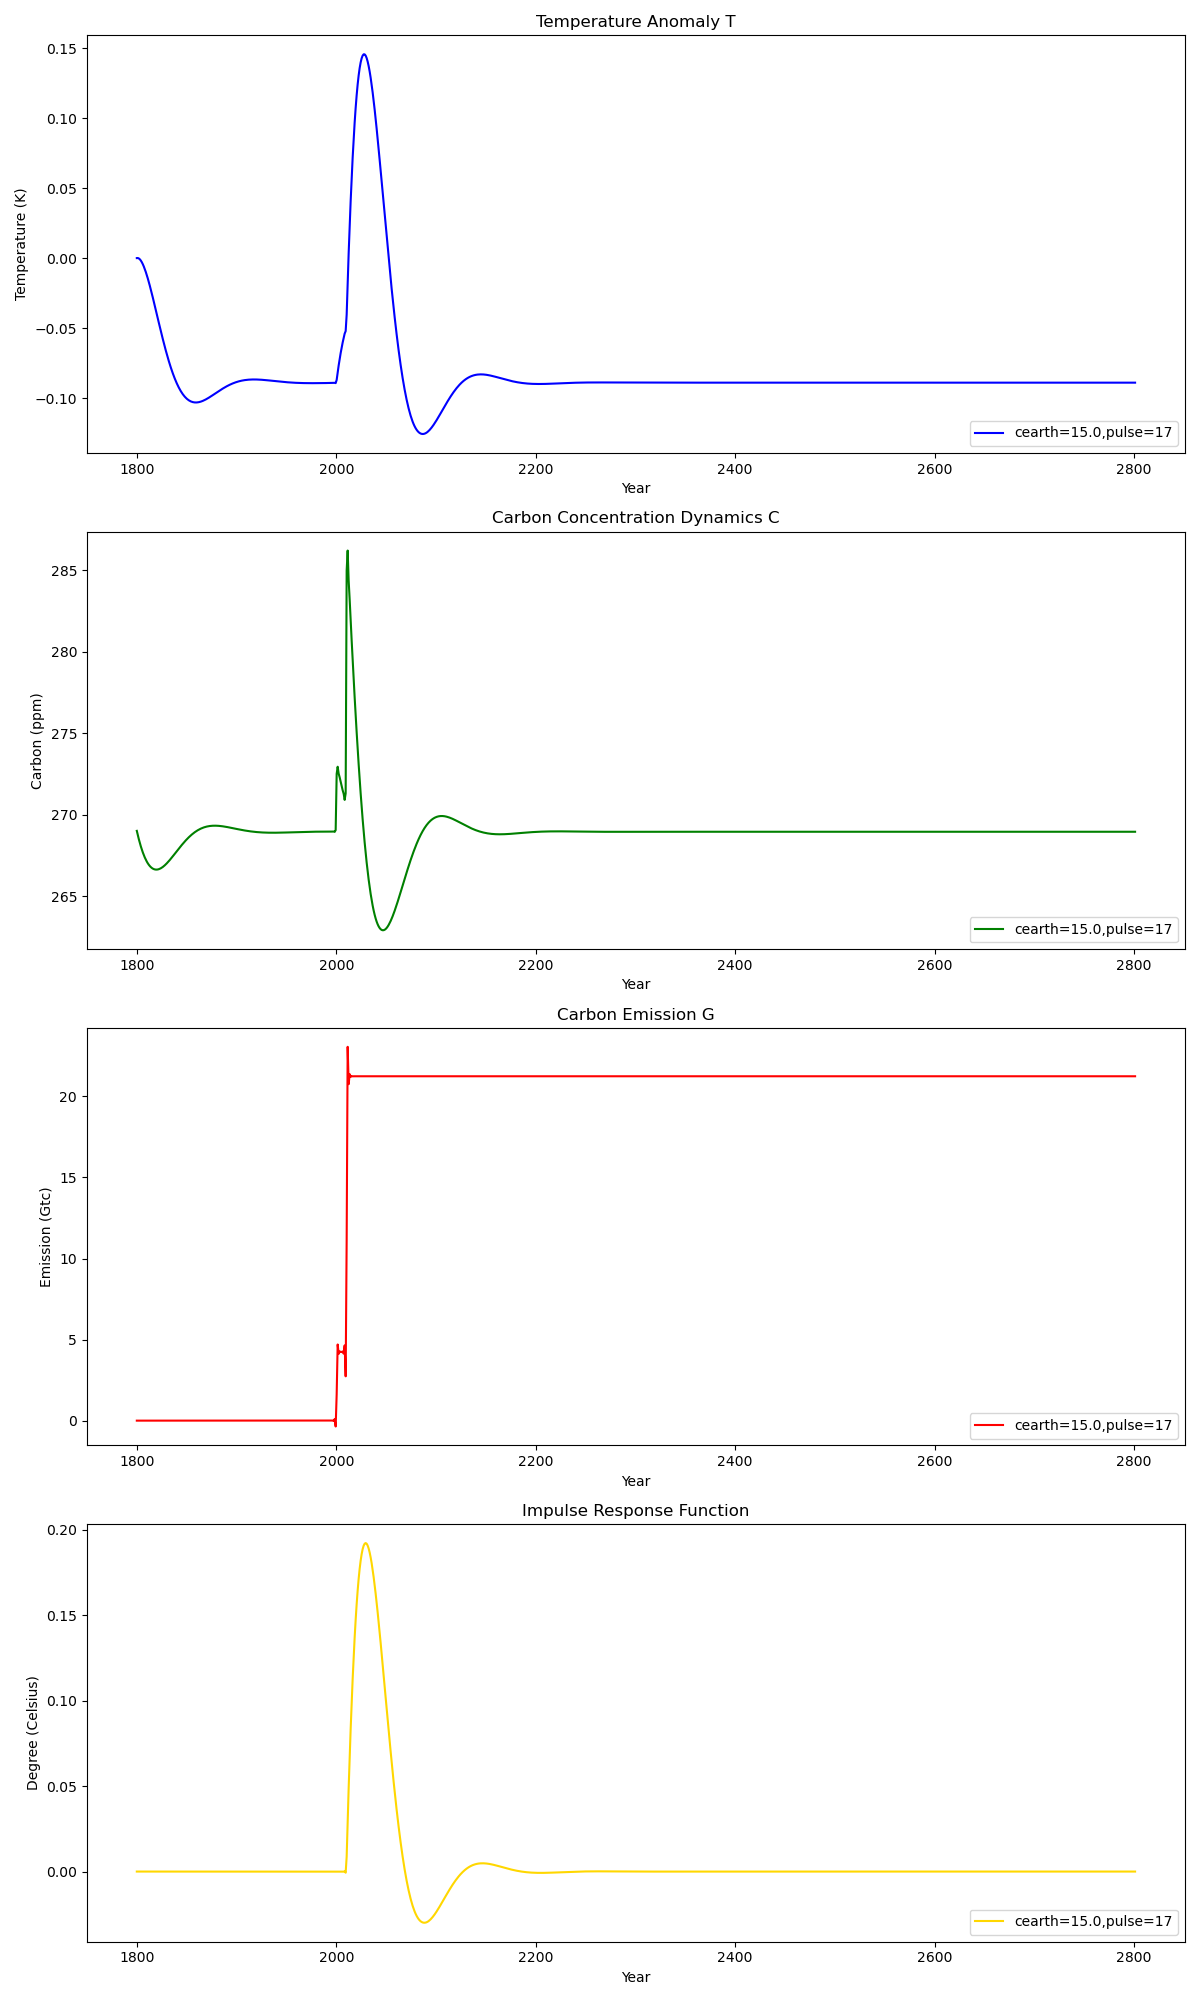 Temperature Anomaly T
0.15
0.10
0.05
0.00
−0.05
−0.10
Temperature (K)
cearth=15.0,pulse=17
1800 2000 2200 2400 2600 2800
Year
Carbon Concentration Dynamics C
285
280
275
270
265
Carbon (ppm)
cearth=15.0,pulse=17
1800 2000 2200 2400 2600 2800
Year
Carbon Emission G
20
15
10
5
0
Emission (Gtc)
cearth=15.0,pulse=17
1800 2000 2200 2400 2600 2800
Year
Impulse Response Function
0.20
0.15
0.10
0.05
0.00
Degree (Celsius)
cearth=15.0,pulse=17
1800 2000 2200 2400 2600 2800
Year